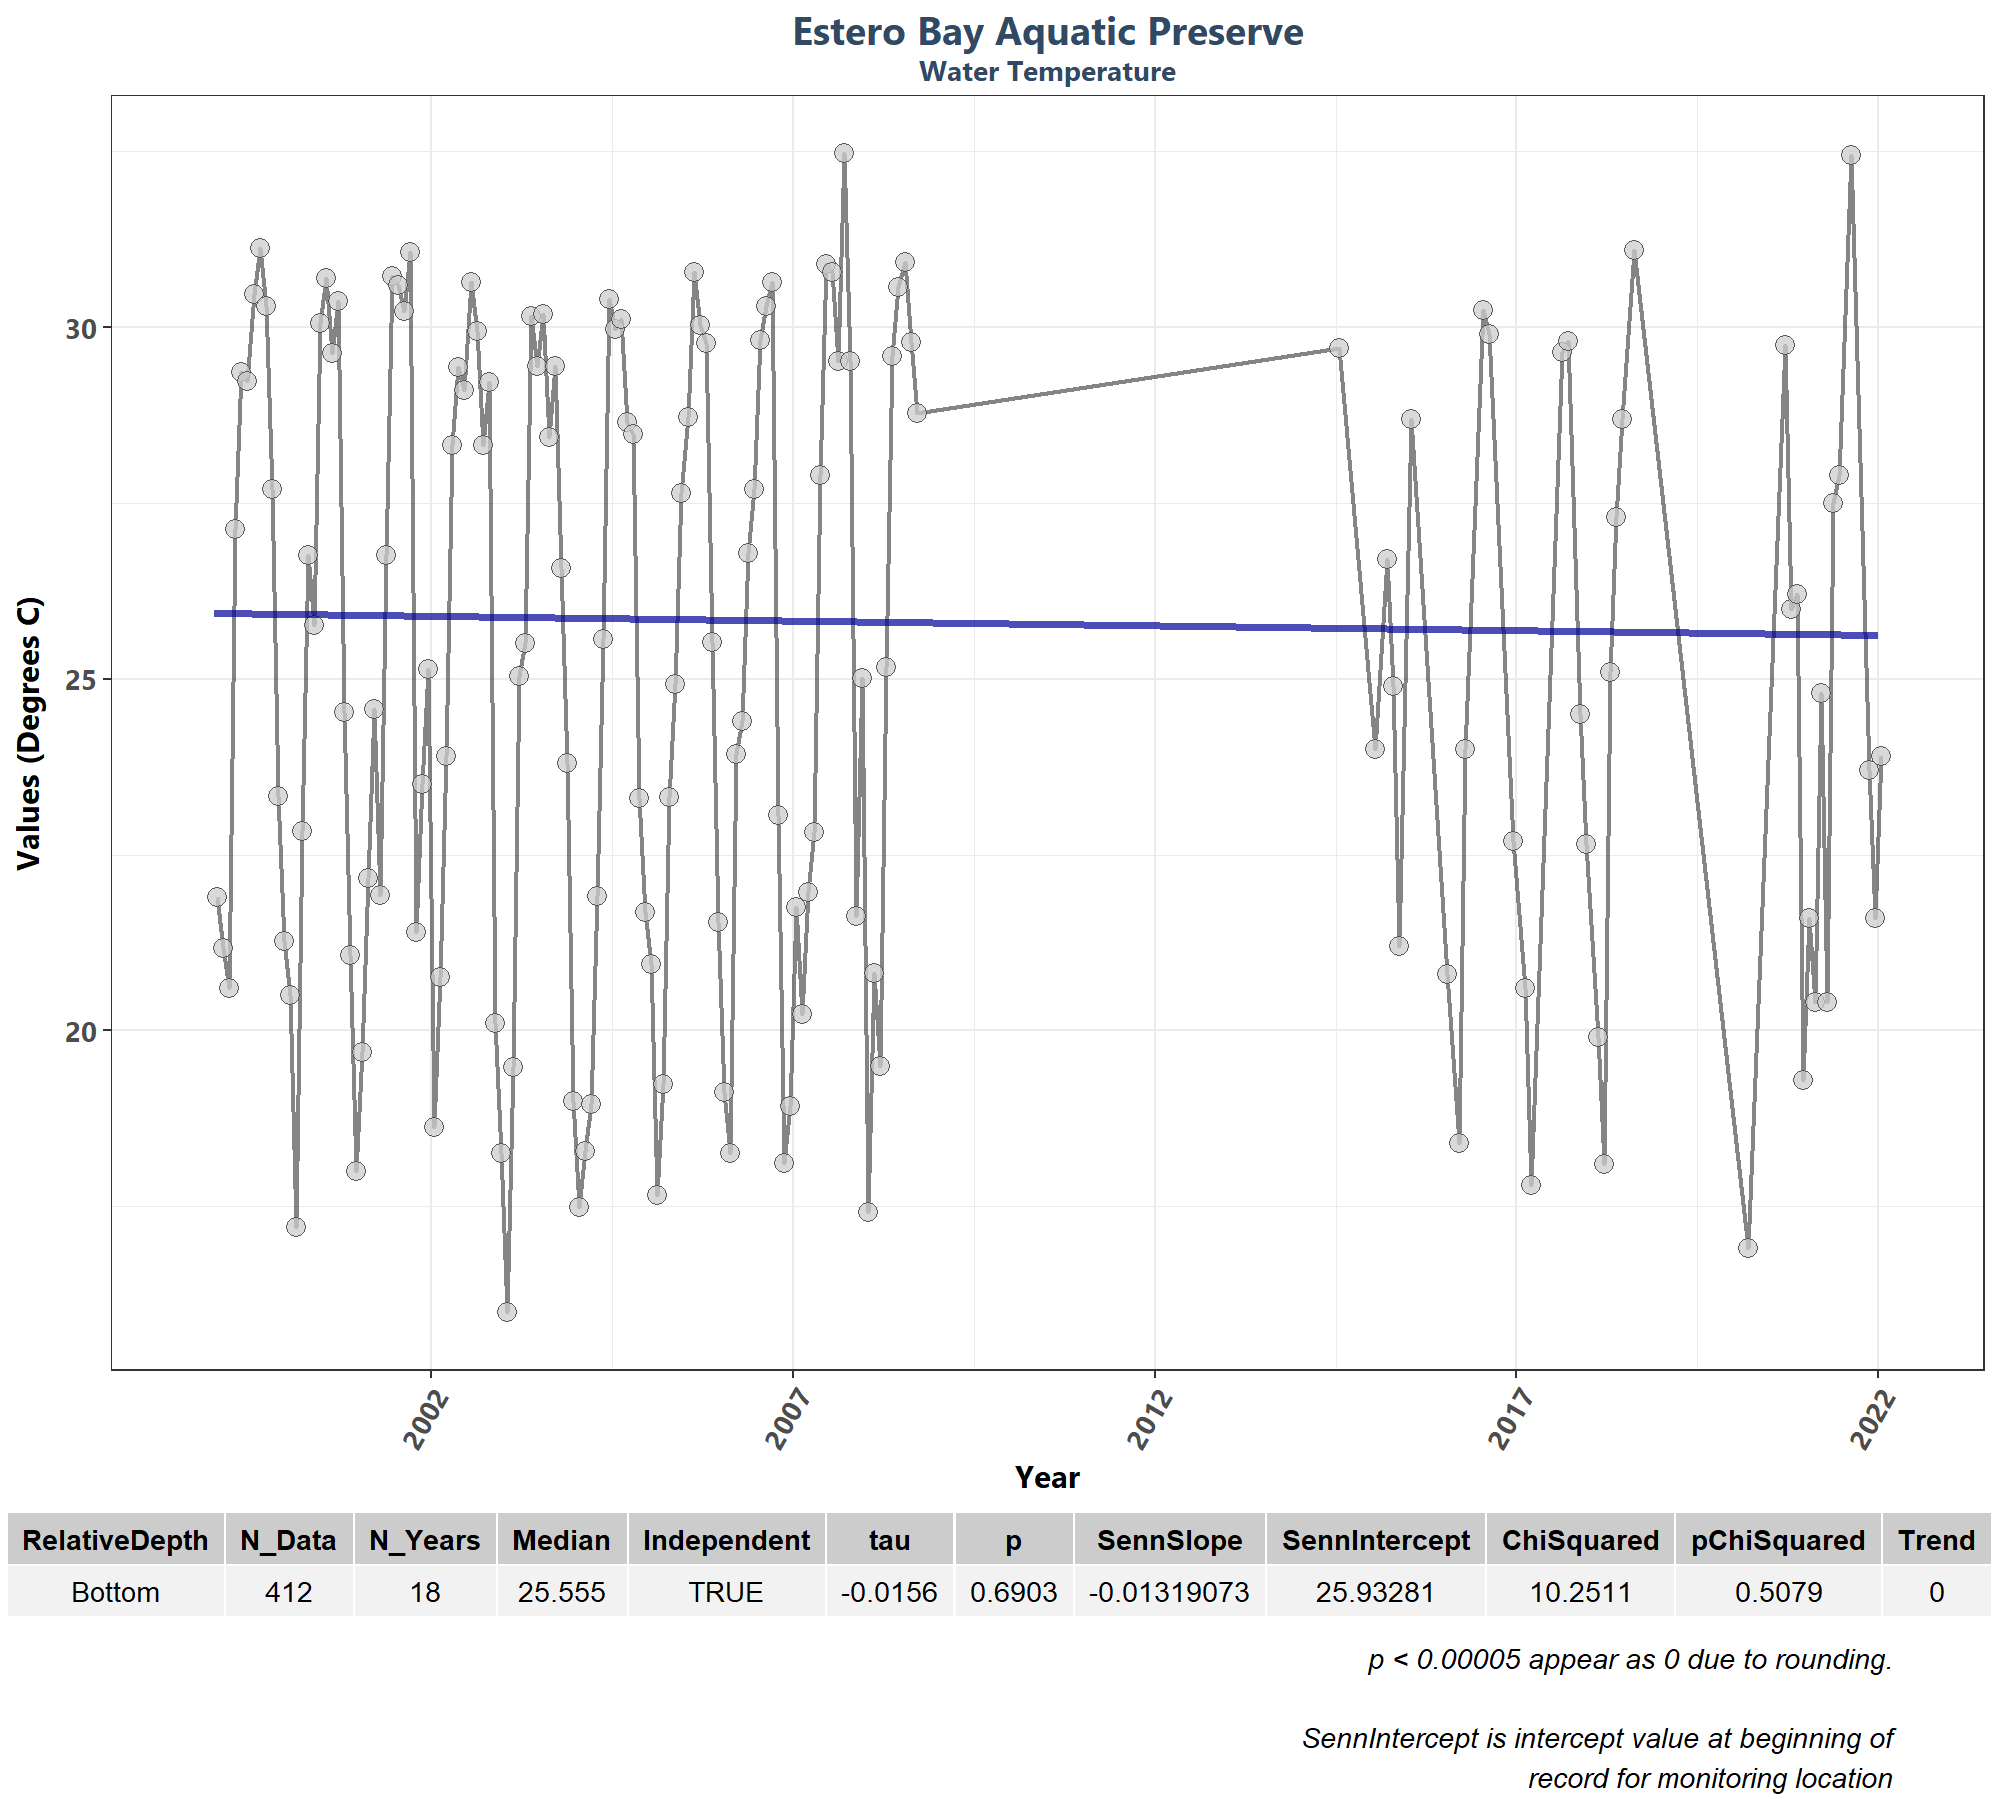 Estero Bay Aquatic Preserve
Water Temperature
Values (Degrees C)
30
25
20
2002 2007 2012 2017 2022
Year
RelativeDepth N_Data N_Years Median Independent tau p SennSlope SennIntercept ChiSquared pChiSquared Trend
Bottom 412 18 25.555 TRUE -0.0156 0.6903 -0.01319073 25.93281 10.2511 0.5079 0
p < 0.00005 appear as 0 due to rounding.
SennIntercept is intercept value at beginning of
record for monitoring location